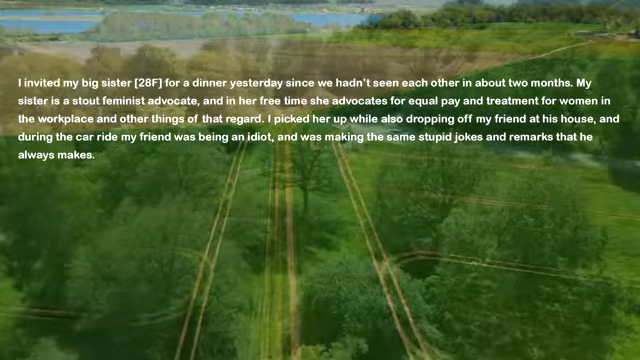 I invited my big sister [28F] for a dinner yesterday since we hadn't seen each other in about two months. My
sister is a stout feminist advocate, and in her free time she advocates for equal pay and treatment for women in
the workplace and other things of that regard. I picked her up while also dropping off my friend at his house, and
during the car ride my friend was being an idiot, and was making the same stupid jokes and remarks that he
always makes.